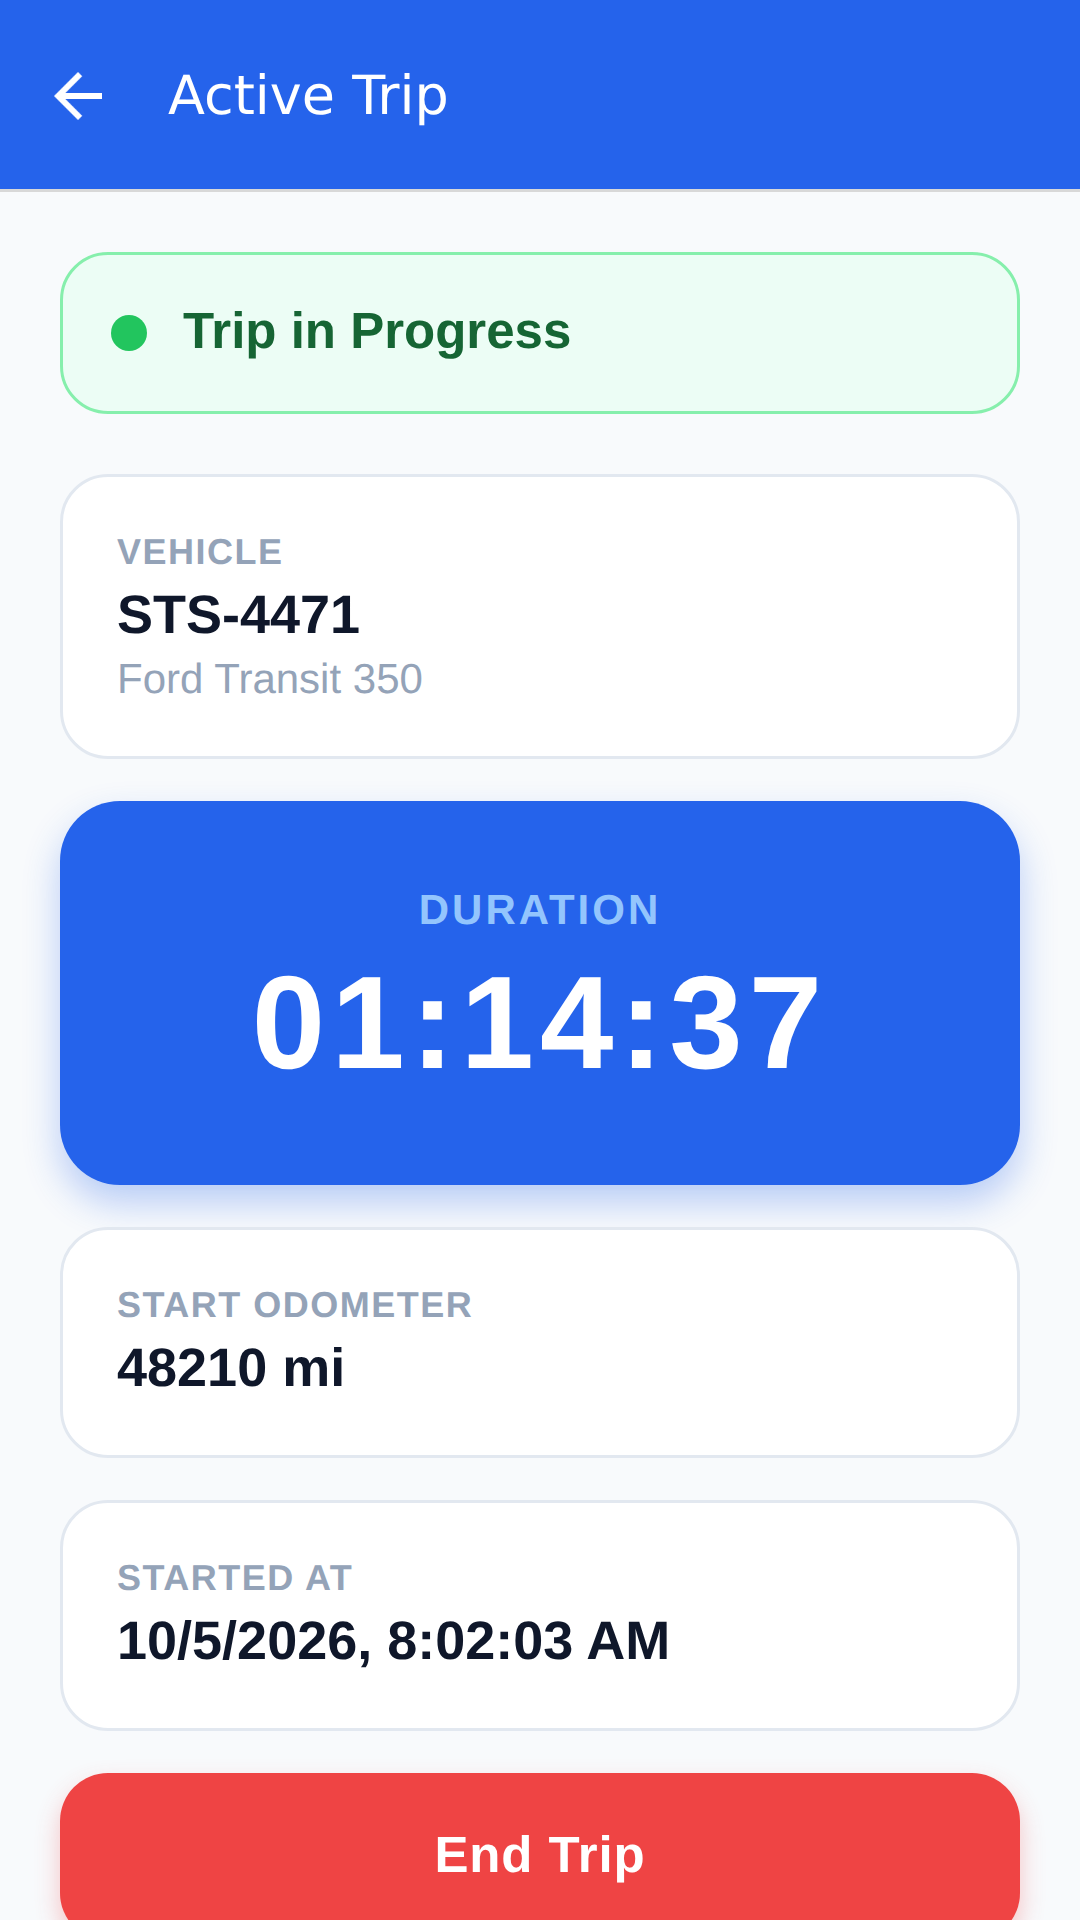 Active Trip
Trip in Progress
VEHICLE
STS-4471
Ford Transit 350
DURATION
01:14:37
START ODOMETER
48210 mi
STARTED AT
10/5/2026, 8:02:03 AM
End Trip